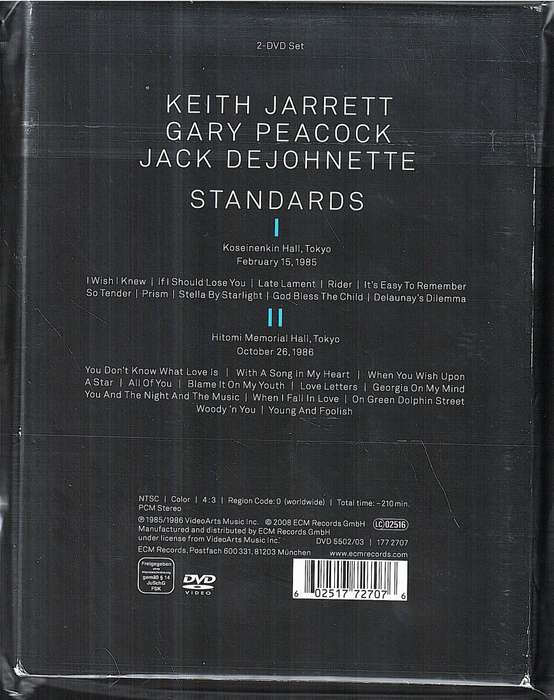 2-DVD Set
KEITH JARRETT
GARY PEACOCK
JACK DEJOHNETTE
STANDARDS
I
Koseinenkin Hall, Tokyo
February 15, 1985
I Wish I Knew | If I Should Lose You | Late Lament | Rider | It's Easy To Remember
So Tender | Prism | Stella By Starlight | God Bless The Child | Delaunay's Dilemma
II
Hitomi Memorial Hall, Tokyo
October 26, 1986
You Don't Know What Love Is | With A Song in My Heart | When You Wish Upon
A Star | All Of You | Blame It On My Youth | Love Letters | Georgia On My Mind
You And The Night And The Music | When I Fall In Love | On Green Dolphin Street
Woody 'n You | Young And Foolish
NTSC | Color | 4:3 | Region Code: 0 (worldwide) | Total time: ~210 min.
PCM Stereo
℗ 1985/1986 VideoArts Music Inc. © 2008 ECM Records GmbH LC 02516
Manufactured and distributed by ECM Records GmbH
under license from VideoArts Music Inc. DVD 5502/03 | 177 2707
ECM Records, Postfach 600 331, 81203 München www.ecmrecords.com
Freigegeben
gemäß § 14
JuSchG
FSK
DVD
VIDEO
6 02517 72707 6